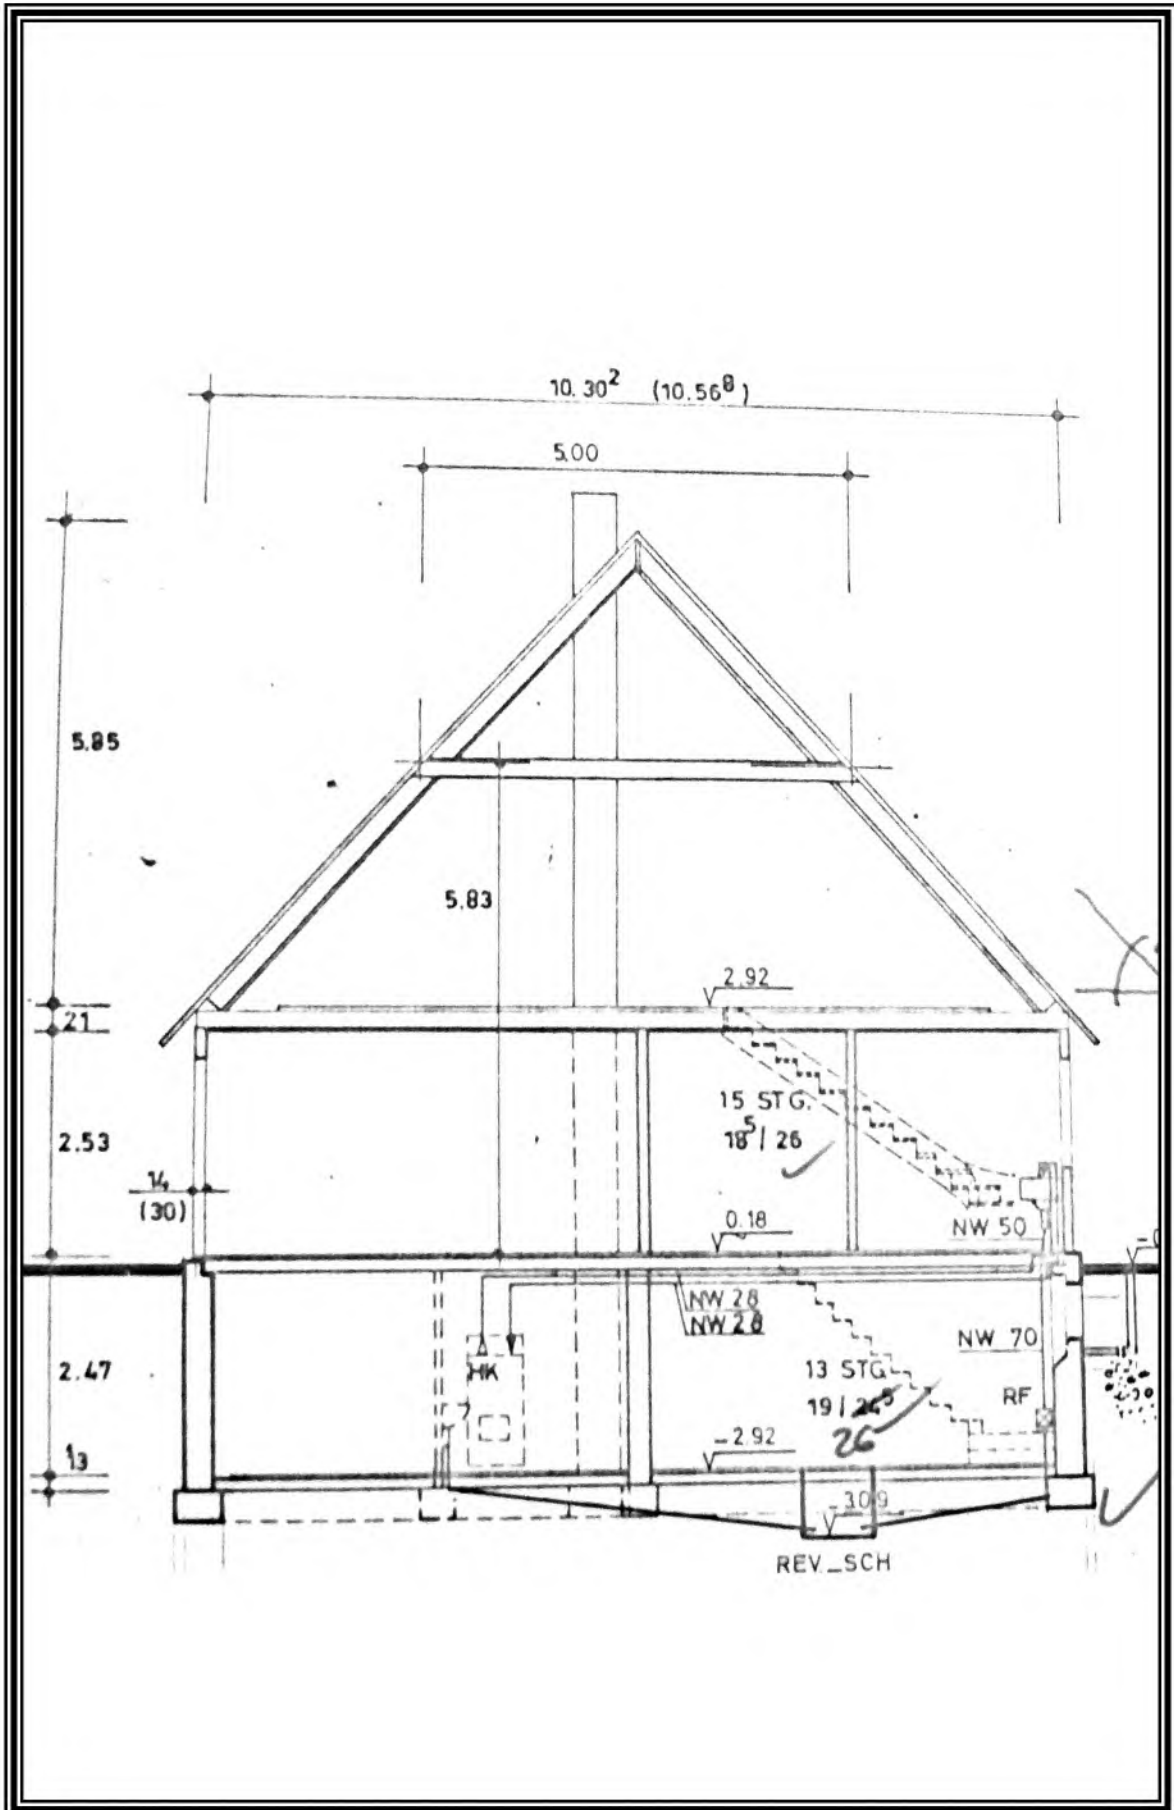 10.30² (10.56⁸)
5.00
5.85
5.83
2.92
21
15 STG.
18⁵/26
2.53
14
(30)
0.18
NW 50
NW 28
NW 28
NW 70
HK
2.47
13 STG
19/24⁵
26
RF
-2.92
13
-3.09
REV_SCH